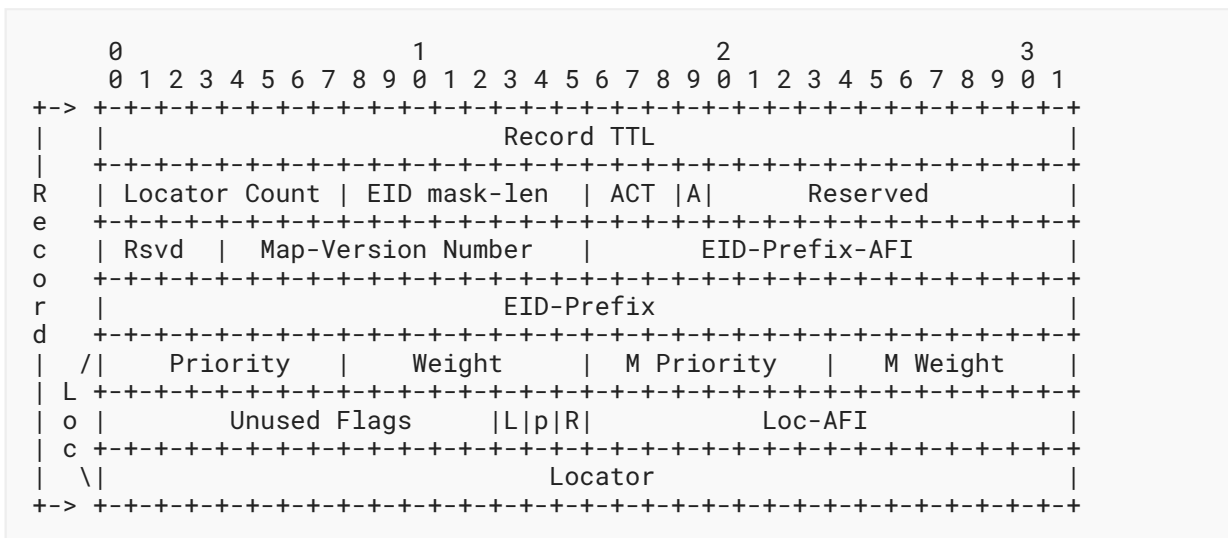 0                   1                   2                   3
        0 1 2 3 4 5 6 7 8 9 0 1 2 3 4 5 6 7 8 9 0 1 2 3 4 5 6 7 8 9 0 1
+-> +-+-+-+-+-+-+-+-+-+-+-+-+-+-+-+-+-+-+-+-+-+-+-+-+-+-+-+-+-+-+-+-+
|   |                          Record TTL                           |
|   +-+-+-+-+-+-+-+-+-+-+-+-+-+-+-+-+-+-+-+-+-+-+-+-+-+-+-+-+-+-+-+-+
R   | Locator Count | EID mask-len  | ACT |A|      Reserved         |
e   +-+-+-+-+-+-+-+-+-+-+-+-+-+-+-+-+-+-+-+-+-+-+-+-+-+-+-+-+-+-+-+-+
c   | Rsvd  |  Map-Version Number   |       EID-Prefix-AFI          |
o   +-+-+-+-+-+-+-+-+-+-+-+-+-+-+-+-+-+-+-+-+-+-+-+-+-+-+-+-+-+-+-+-+
r   |                          EID-Prefix                           |
d   +-+-+-+-+-+-+-+-+-+-+-+-+-+-+-+-+-+-+-+-+-+-+-+-+-+-+-+-+-+-+-+-+
|  /|    Priority   |    Weight     |  M Priority   |   M Weight    |
| L +-+-+-+-+-+-+-+-+-+-+-+-+-+-+-+-+-+-+-+-+-+-+-+-+-+-+-+-+-+-+-+-+
| o |        Unused Flags     |L|p|R|           Loc-AFI             |
| c +-+-+-+-+-+-+-+-+-+-+-+-+-+-+-+-+-+-+-+-+-+-+-+-+-+-+-+-+-+-+-+-+
|  \|                             Locator                           |
+-> +-+-+-+-+-+-+-+-+-+-+-+-+-+-+-+-+-+-+-+-+-+-+-+-+-+-+-+-+-+-+-+-+